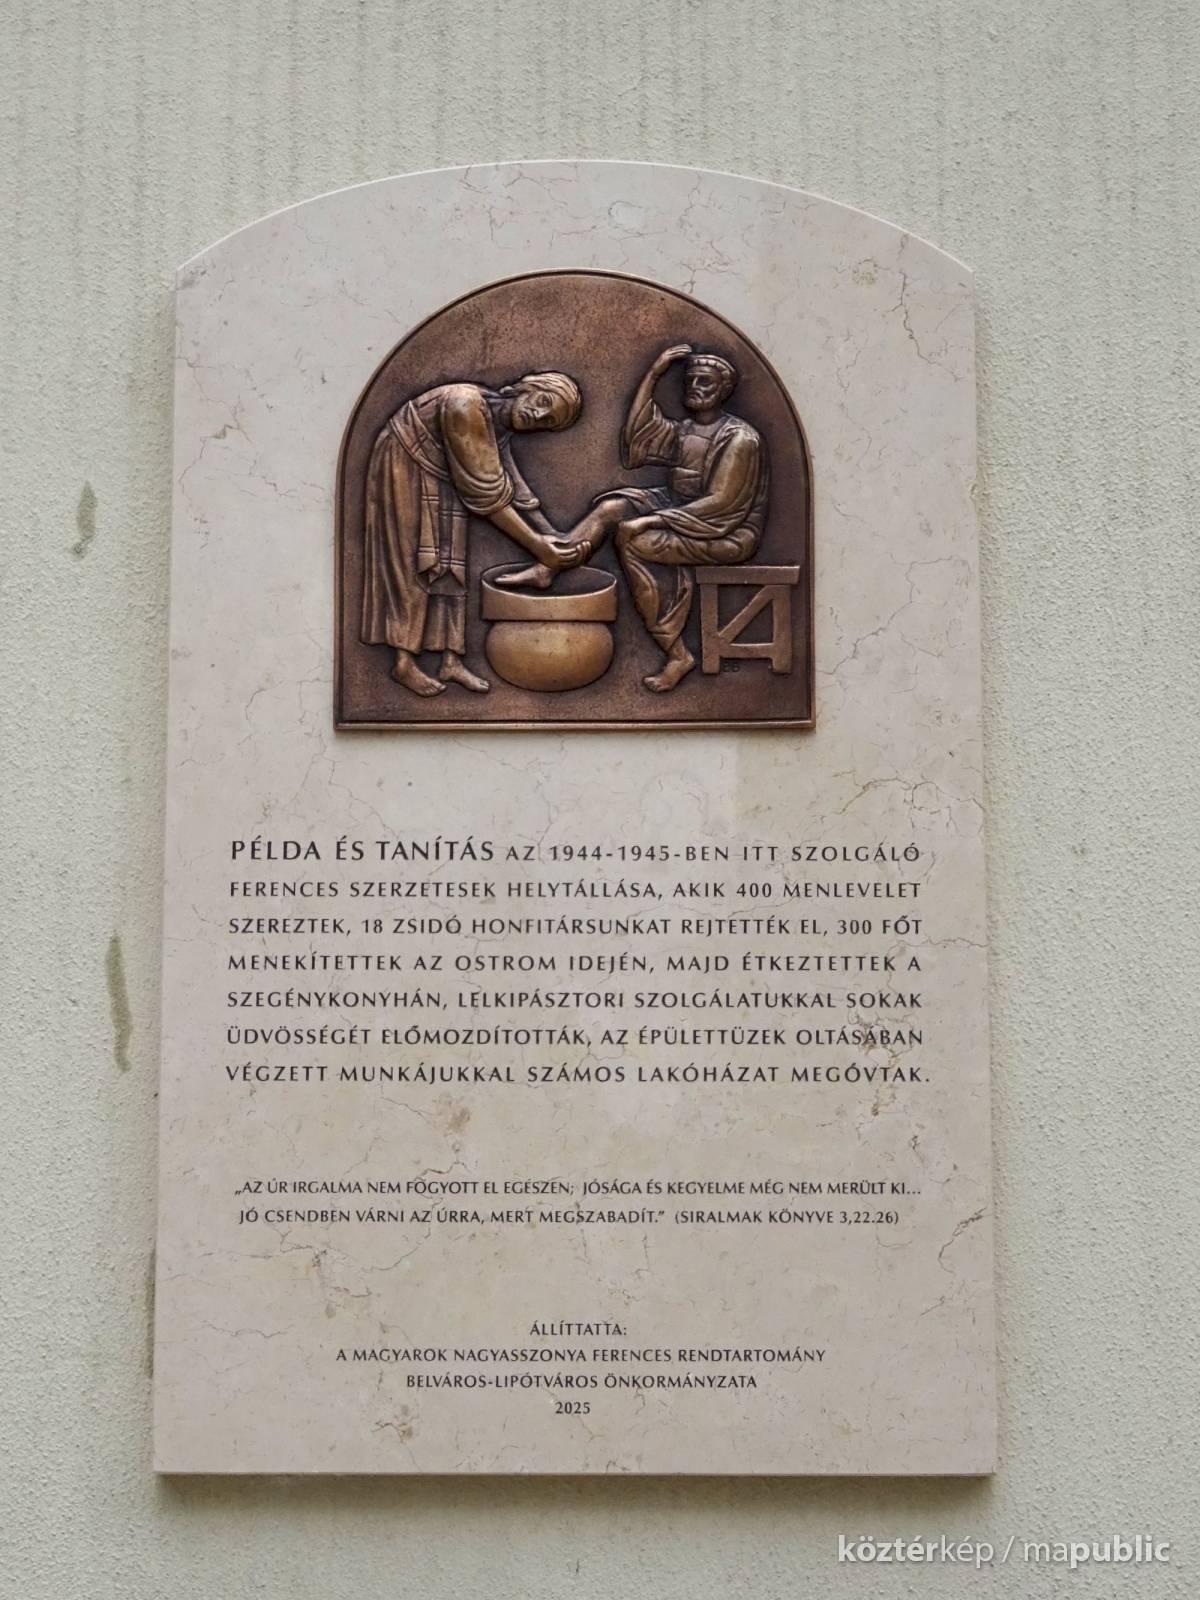 PÉLDA ÉS TANÍTÁS AZ 1944-1945-BEN ITT SZOLGÁLÓ
FERENCES SZERZETESEK HELYTÁLLÁSA, AKIK 400 MENLEVELET
SZEREZTEK, 18 ZSIDÓ HONFITÁRSUNKAT REJTETTÉK EL, 300 FŐT
MENEKÍTETTEK AZ OSTROM IDEJÉN, MAJD ÉTKEZTETTEK A
SZEGÉNYKONYHÁN, LELKIPÁSZTORI SZOLGÁLATUKKAL SOKAK
ÜDVÖSSÉGÉT ELŐMOZDÍTOTTÁK, AZ ÉPÜLETTÜZEK OLTÁSÁBAN
VÉGZETT MUNKÁJUKKAL SZÁMOS LAKÓHÁZAT MEGÓVTAK.
„AZ ÚR IRGALMA NEM FOGYOTT EL EGÉSZEN; JÓSÁGA ÉS KEGYELME MÉG NEM MERÜLT KI...
JÓ CSENDBEN VÁRNI AZ ÚRRA, MERT MEGSZABADÍT.” (SIRALMAK KÖNYVE 3,22.26)
ÁLLÍTTATTA:
A MAGYAROK NAGYASSZONYA FERENCES RENDTARTOMÁNY
BELVÁROS-LIPÓTVÁROS ÖNKORMÁNYZATA
2025
köztérkép / mapublic